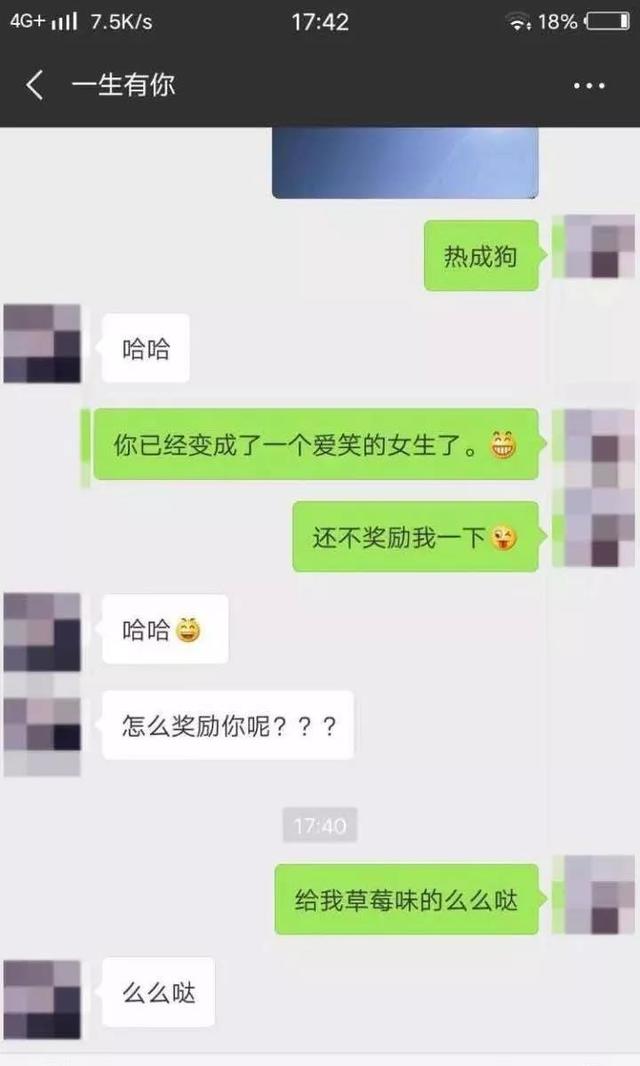 4G+ 7.5K/s 17:42 18%
一生有你
热成狗
哈哈
你已经变成了一个爱笑的女生了。😁
还不奖励我一下😜
哈哈😄
怎么奖励你呢？？？
17:40
给我草莓味的么么哒
么么哒